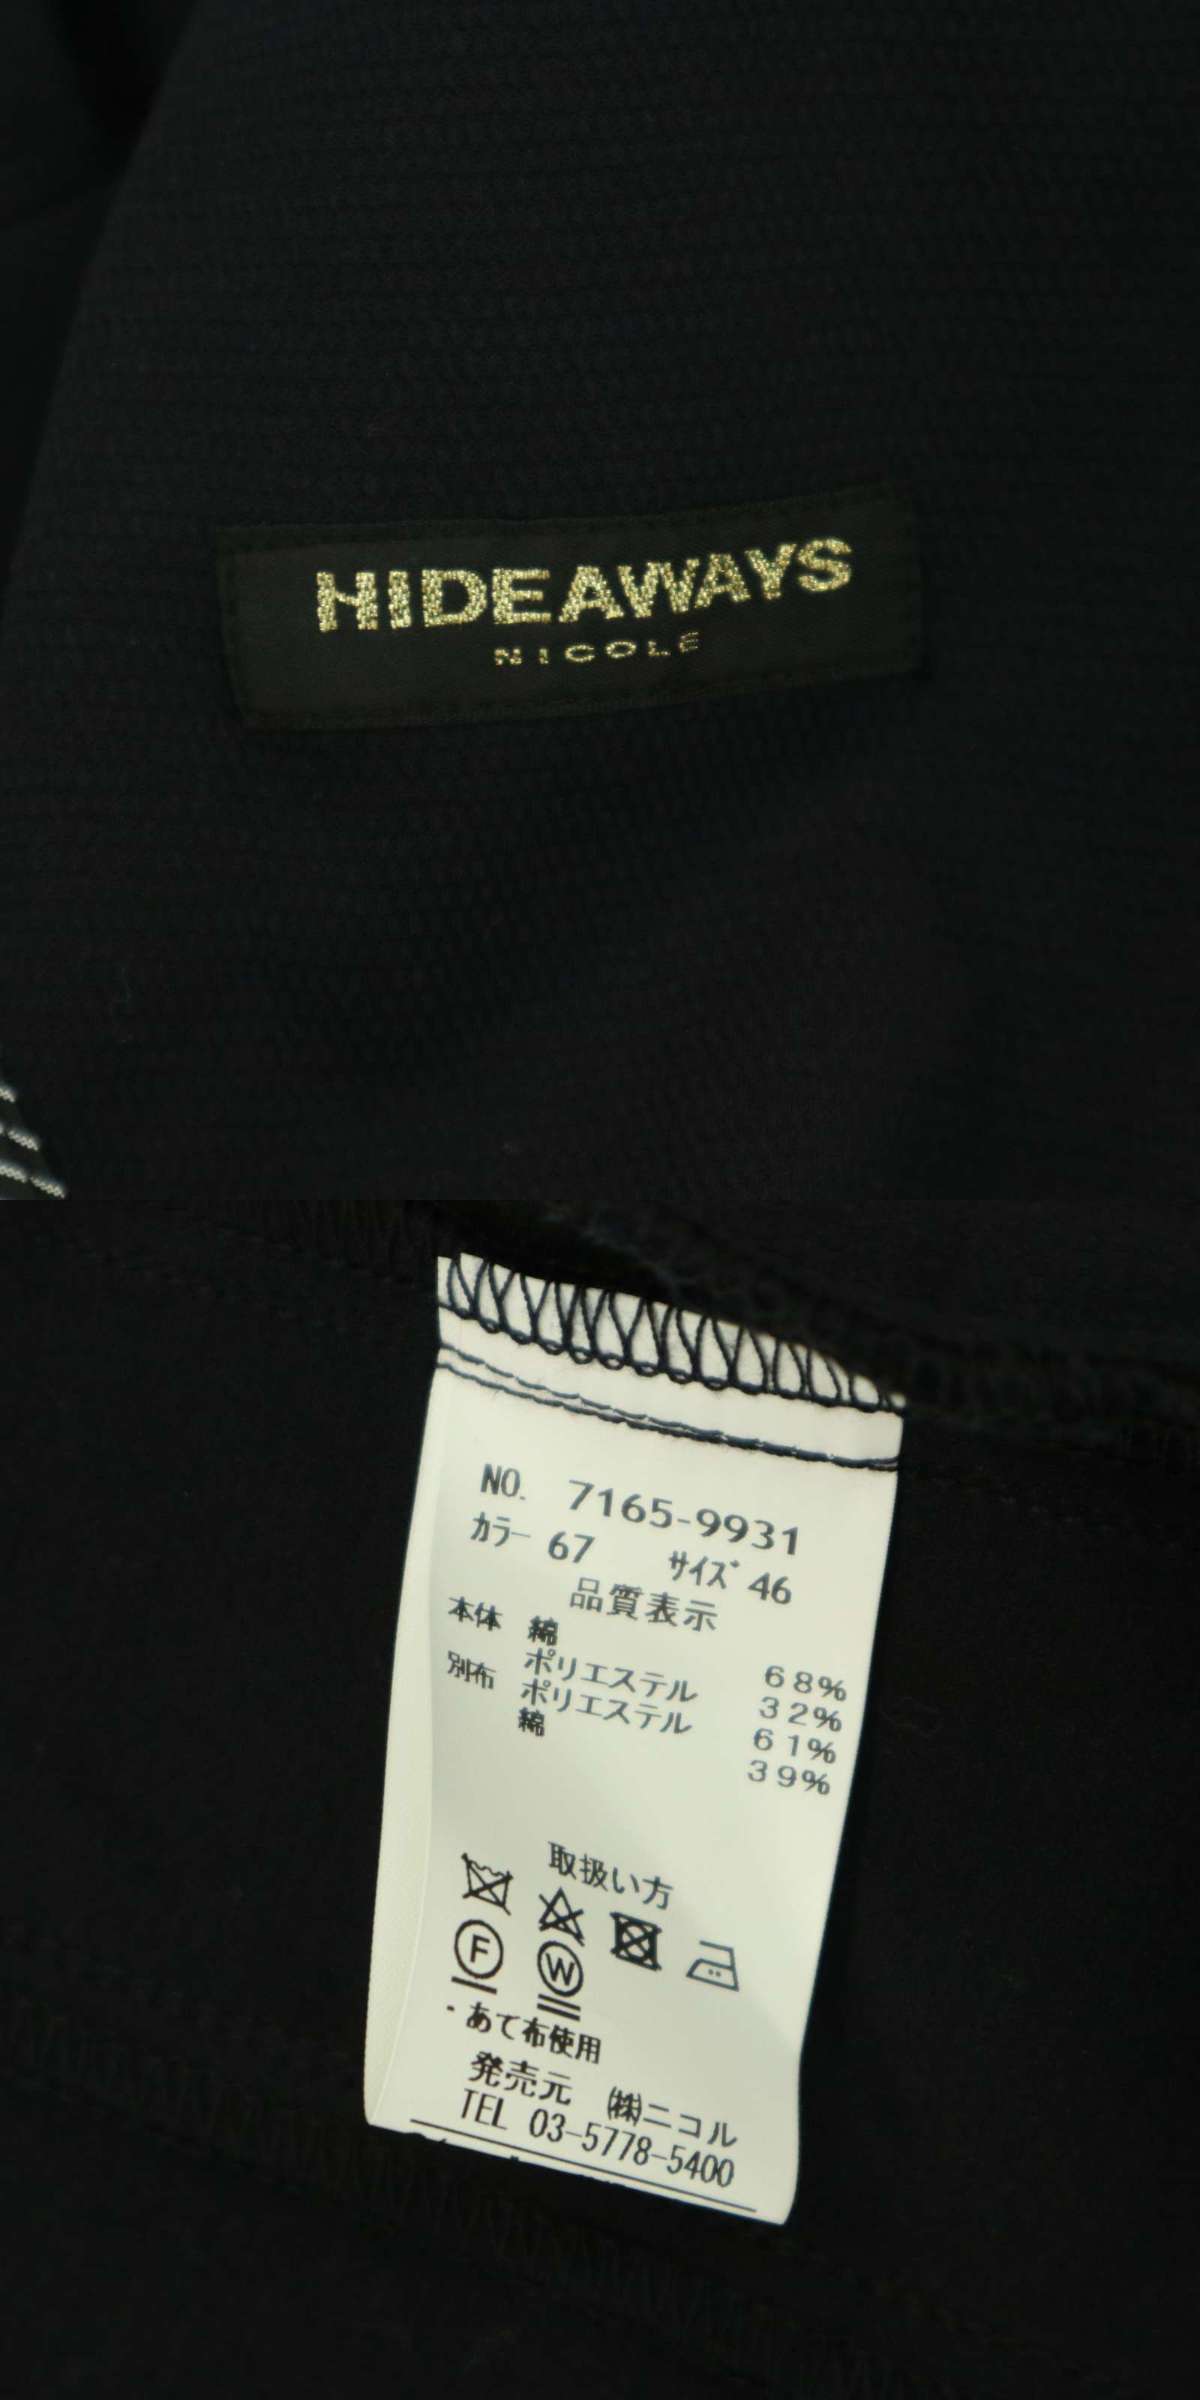 HIDEAWAYS
NICOLE
NO. 7165-9931
カラー 67 サイズ 46
品質表示
本体 綿 68%
ポリエステル 32%
別布 ポリエステル 61%
綿 39%
取扱い方
F W
・あて布使用
発売元 ㈱ニコル
TEL 03-5778-5400